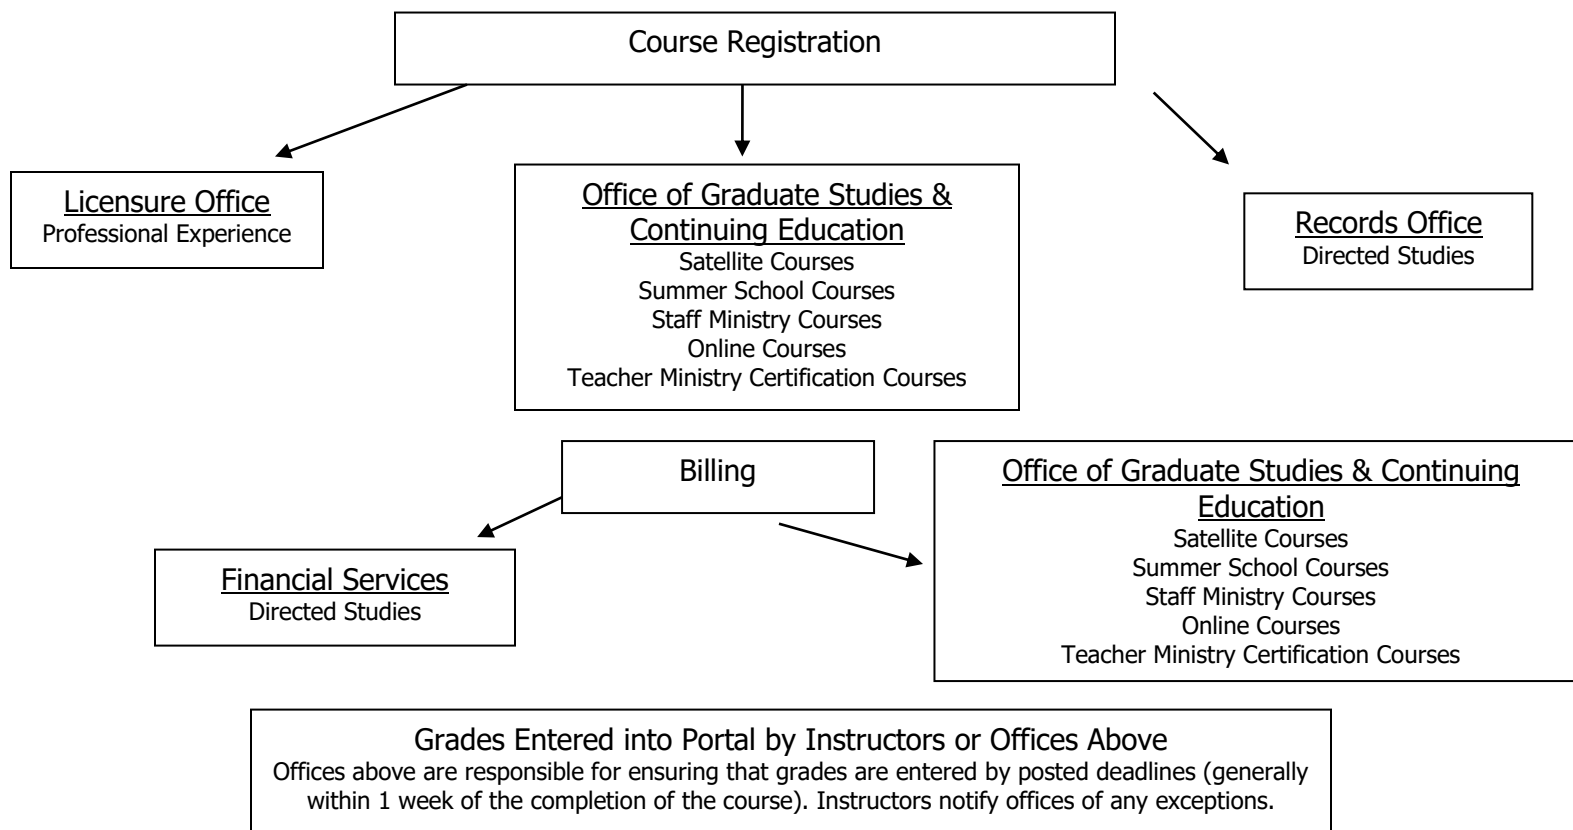 Course Registration
Licensure Office
Professional Experience
Office of Graduate Studies &
Continuing Education
Satellite Courses
Summer School Courses
Staff Ministry Courses
Online Courses
Teacher Ministry Certification Courses
Records Office
Directed Studies
Billing
Financial Services
Directed Studies
Office of Graduate Studies & Continuing
Education
Satellite Courses
Summer School Courses
Staff Ministry Courses
Online Courses
Teacher Ministry Certification Courses
Grades Entered into Portal by Instructors or Offices Above
Offices above are responsible for ensuring that grades are entered by posted deadlines (generally
within 1 week of the completion of the course). Instructors notify offices of any exceptions.